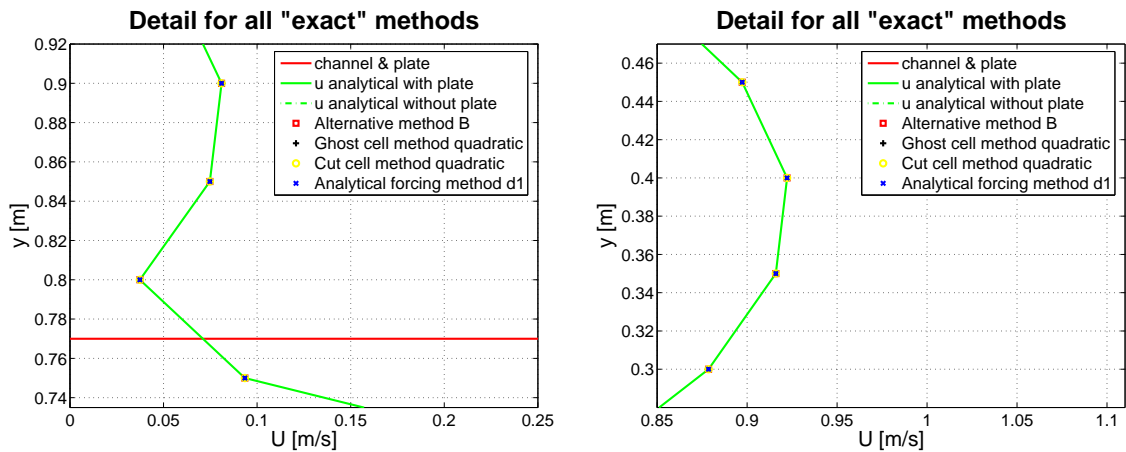 Detail for all "exact" methods
0.92
0.9
0.88
0.86
0.84
0.82
0.8
0.78
0.76
0.74
y [m]
channel & plate
u analytical with plate
u analytical without plate
Alternative method B
Ghost cell method quadratic
Cut cell method quadratic
Analytical forcing method d1
0
0.05
0.1
0.15
0.2
0.25
U [m/s]
Detail for all "exact" methods
0.46
0.44
0.42
0.4
0.38
0.36
0.34
0.32
0.3
y [m]
channel & plate
u analytical with plate
u analytical without plate
Alternative method B
Ghost cell method quadratic
Cut cell method quadratic
Analytical forcing method d1
0.85
0.9
0.95
1
1.05
1.1
U [m/s]